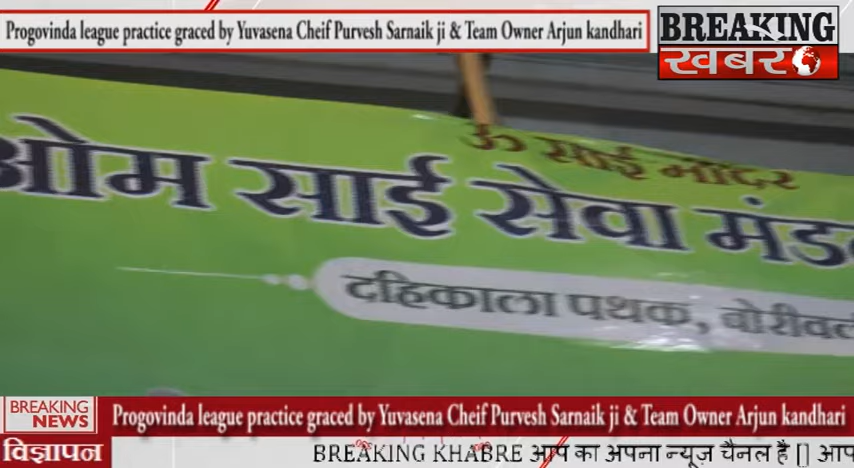 Progovinda league practice graced by Yuvasena Cheif Purvesh Sarnaik ji & Team Owner Arjun kandhari
BREAKING
खबरे
ॐ साई मंदिर
ओम साई सेवा मंडळ
दहिकाला पथक, बोरीवली
BREAKING
NEWS
Progovinda league practice graced by Yuvasena Cheif Purvesh Sarnaik ji & Team Owner Arjun kandhari
विज्ञापन
BREAKING KHABRE आप का अपना न्यूज चैनल है [] आप